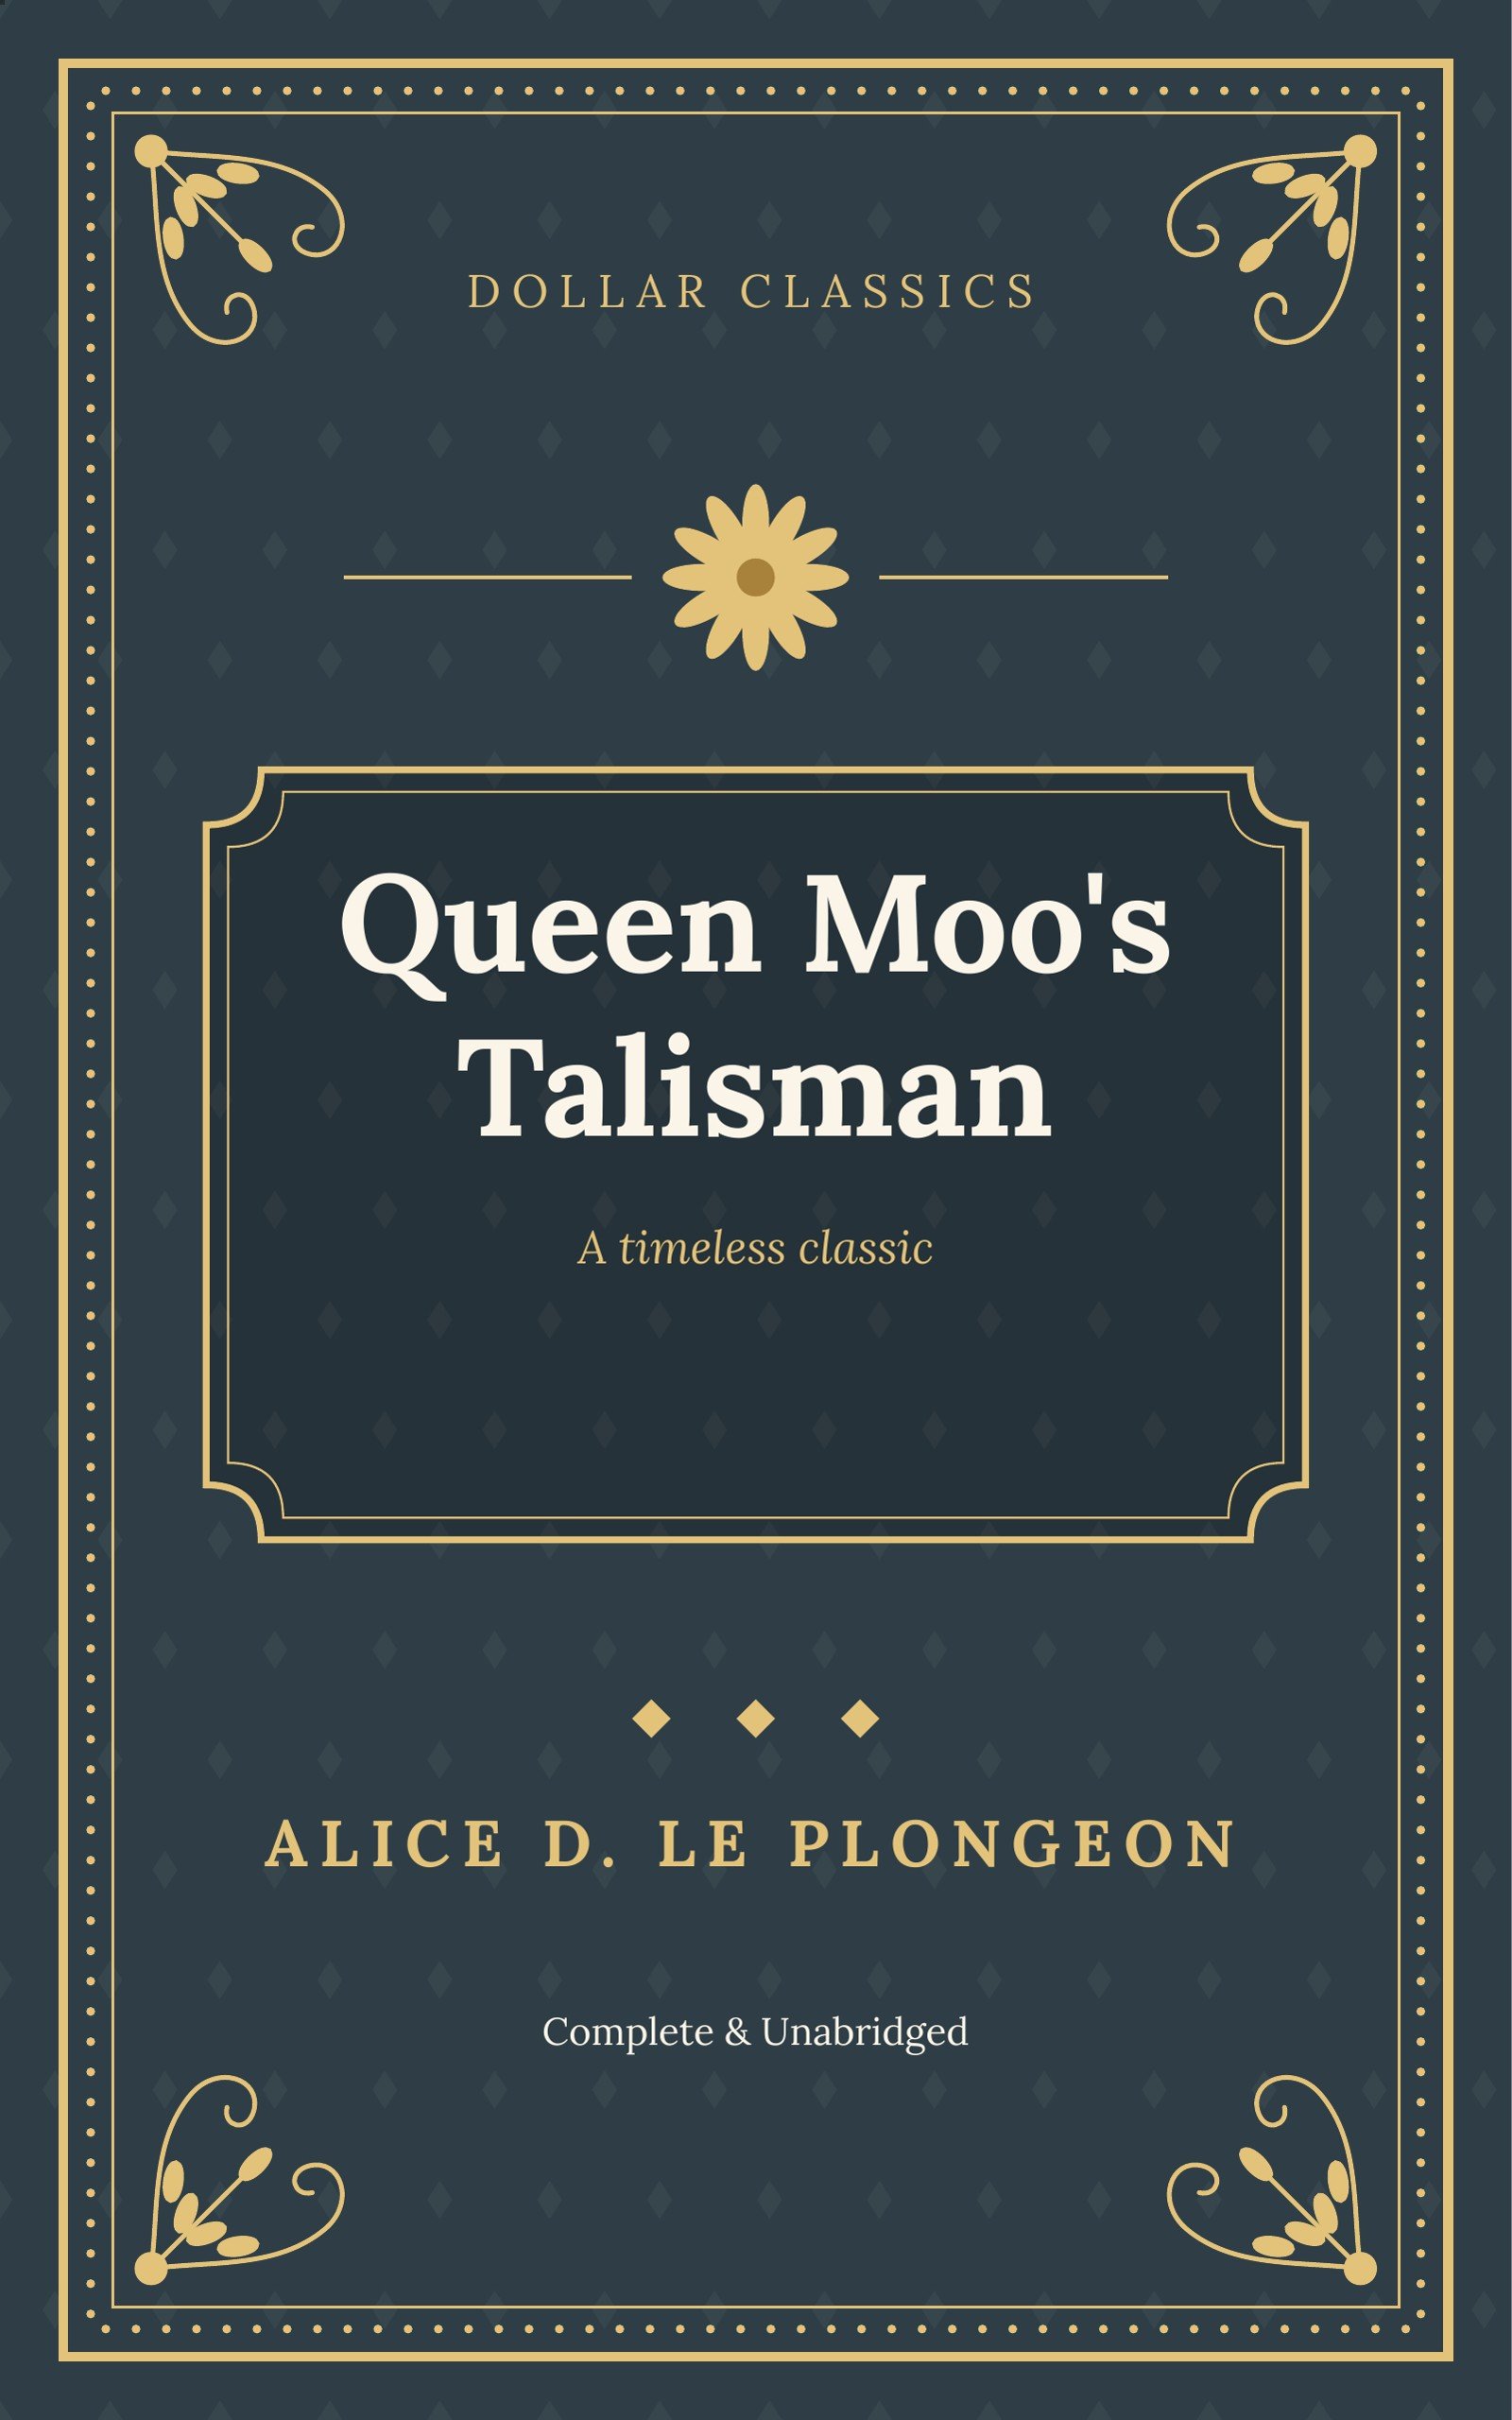 DOLLAR CLASSICS
Queen Moo's
Talisman
A timeless classic
ALICE D. LE PLONGEON
Complete & Unabridged